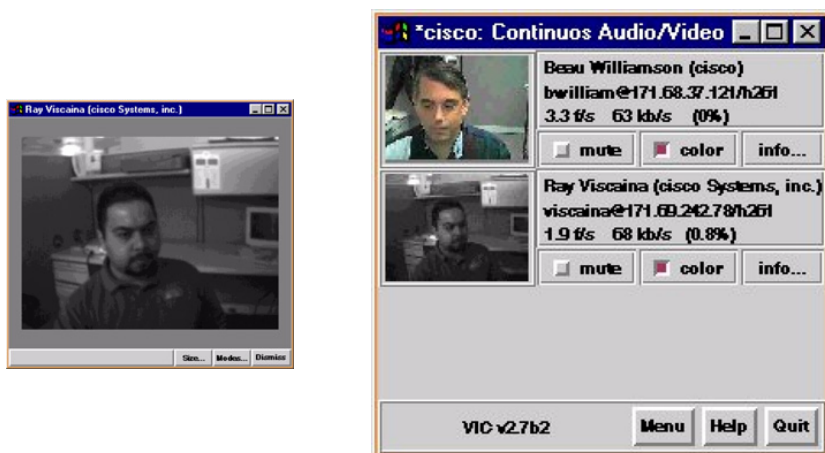 Ray Viscaina (cisco Systems, inc.)
Size... Modes... Dismiss
*cisco: Continuos Audio/Video
Beau Williamson (cisco)
bwilliam@171.68.37.121/h261
3.3 f/s 63 kb/s (0%)
mute color info...
Ray Viscaina (cisco Systems, inc.)
viscaina@171.69.242.78/h261
1.9 f/s 68 kb/s (0.8%)
mute color info...
VIC v2.7b2 Menu Help Quit